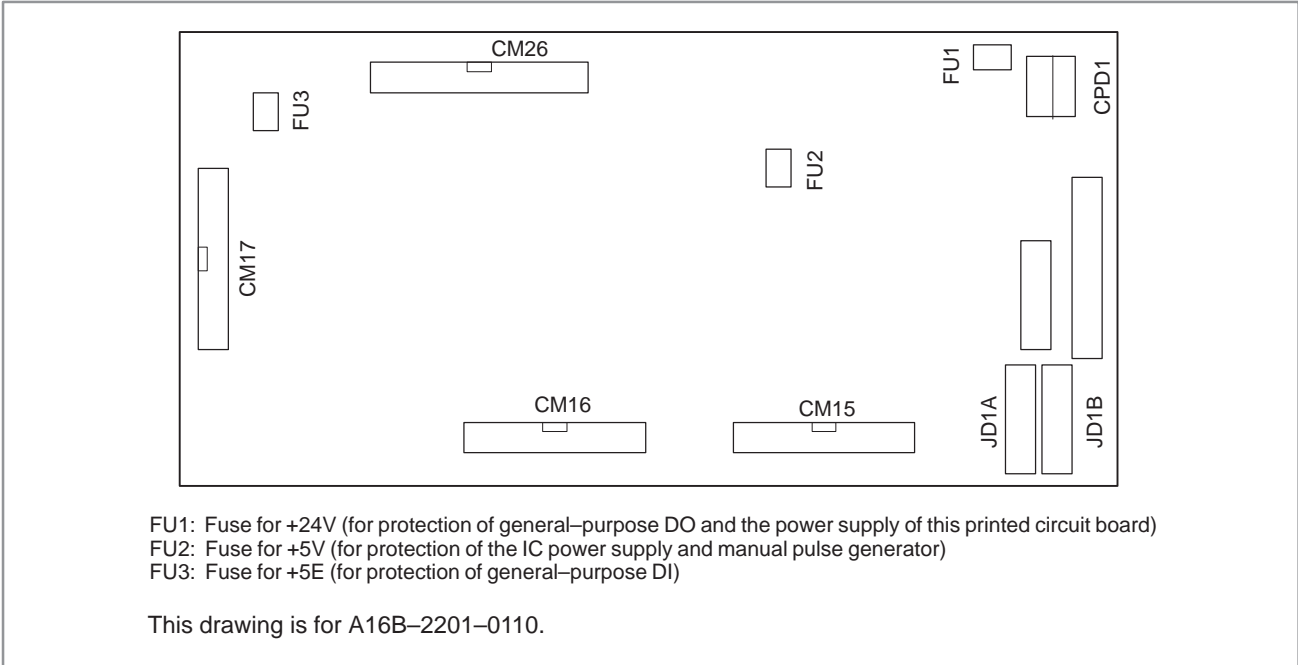 CM26
FU1
CPD1
FU3
FU2
CM17
CM16
CM15
JD1A
JD1B
FU1: Fuse for +24V (for protection of general–purpose DO and the power supply of this printed circuit board)
FU2: Fuse for +5V (for protection of the IC power supply and manual pulse generator)
FU3: Fuse for +5E (for protection of general–purpose DI)
This drawing is for A16B–2201–0110.